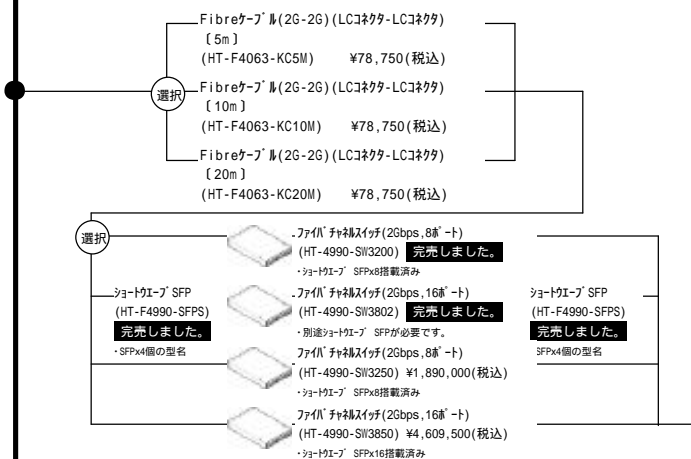 Fibreｹｰﾌﾞﾙ(2G-2G)(LCｺﾈｸﾀ-LCｺﾈｸﾀ)
〔5m〕
(HT-F4063-KC5M) ¥78,750(税込)
選択
Fibreｹｰﾌﾞﾙ(2G-2G)(LCｺﾈｸﾀ-LCｺﾈｸﾀ)
〔10m〕
(HT-F4063-KC10M) ¥78,750(税込)
Fibreｹｰﾌﾞﾙ(2G-2G)(LCｺﾈｸﾀ-LCｺﾈｸﾀ)
〔20m〕
(HT-F4063-KC20M) ¥78,750(税込)
選択
ﾌｧｲﾊﾞﾁｬﾈﾙｽｲｯﾁ(2Gbps,8ﾎﾟｰﾄ)
(HT-4990-SW3200) 完売しました。
・ｼｮｰﾄｳｴｰﾌﾞ SFPx8搭載済み
ｼｮｰﾄｳｴｰﾌﾞSFP
(HT-F4990-SFPS)
完売しました。
・SFPx4個の型名
ﾌｧｲﾊﾞﾁｬﾈﾙｽｲｯﾁ(2Gbps,16ﾎﾟｰﾄ)
(HT-4990-SW3802) 完売しました。
・別途ｼｮｰﾄｳｴｰﾌﾞ SFPが必要です。
ｼｮｰﾄｳｴｰﾌﾞSFP
(HT-F4990-SFPS)
完売しました。
SFPx4個の型名
ﾌｧｲﾊﾞﾁｬﾈﾙｽｲｯﾁ(2Gbps,8ﾎﾟｰﾄ)
(HT-4990-SW3250) ¥1,890,000(税込)
・ｼｮｰﾄｳｴｰﾌﾞ SFPx8搭載済み
ﾌｧｲﾊﾞﾁｬﾈﾙｽｲｯﾁ(2Gbps,16ﾎﾟｰﾄ)
(HT-4990-SW3850) ¥4,609,500(税込)
・ｼｮｰﾄｳｴｰﾌﾞ SFPx16搭載済み